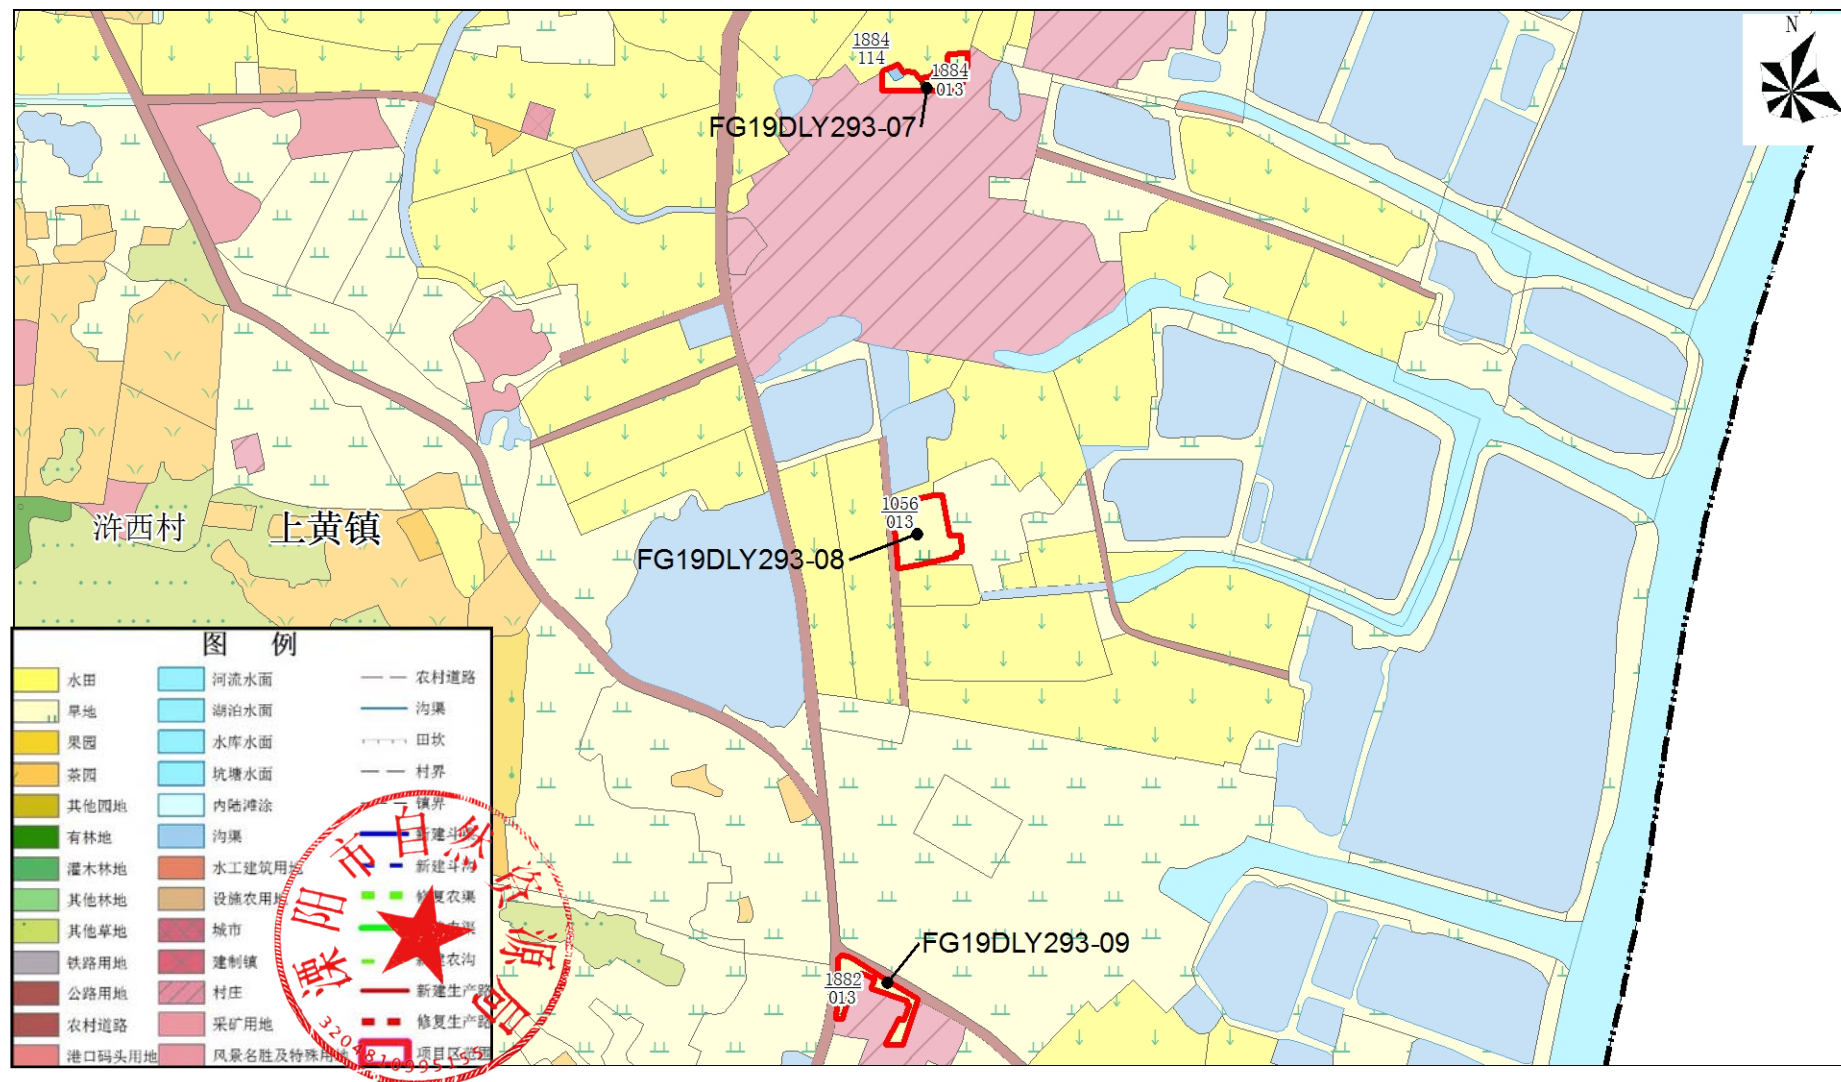 N
1884
114
1884
013
FG19DLY293-07
1056
013
FG19DLY293-08
浒西村
上黄镇
FG19DLY293-09
1882
013
图 例
水田
河流水面
农村道路
旱地
湖泊水面
沟渠
果园
水库水面
田坎
茶园
坑塘水面
村界
其他园地
内陆滩涂
镇界
有林地
沟渠
新建斗渠
灌木林地
水工建筑用地
新建斗沟
其他林地
设施农用地
修复农渠
其他草地
城市
农渠
铁路用地
建制镇
新建农沟
公路用地
村庄
新建生产路
农村道路
采矿用地
修复生产路
港口码头用地
风景名胜及特殊用地
项目区范围
溧阳市自然资源局